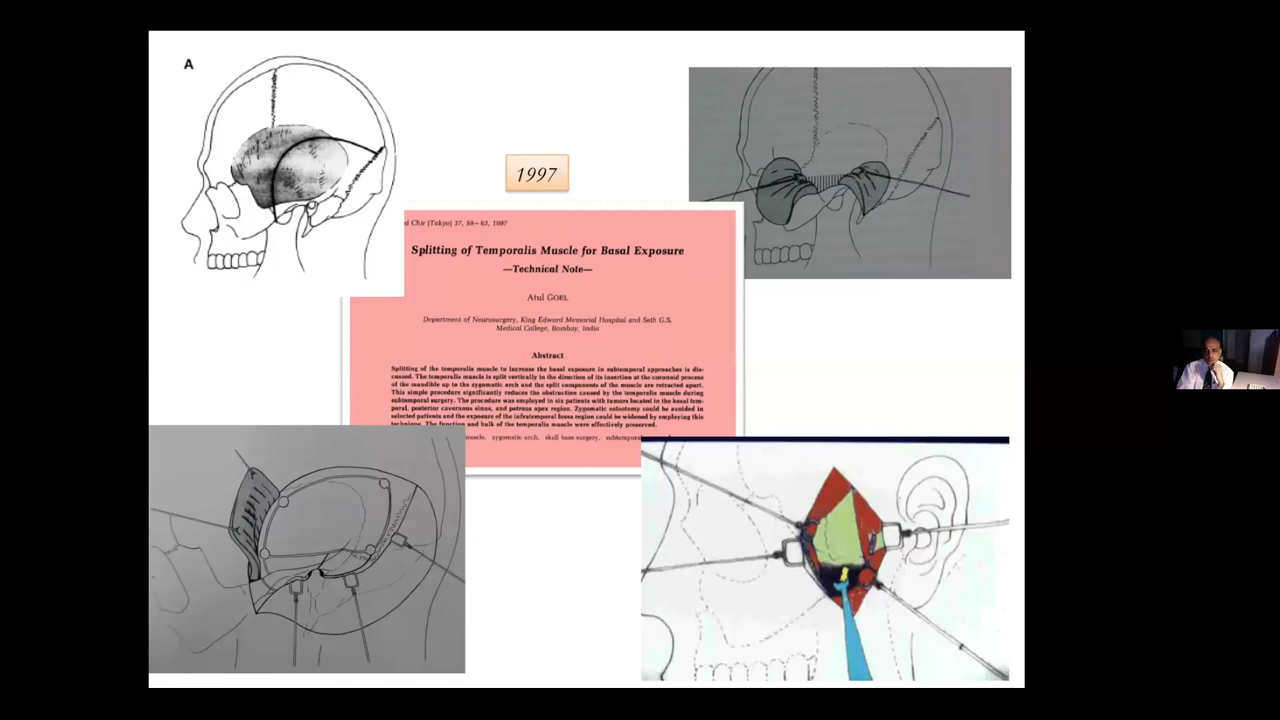 A
1997
d Chir (Tokyo) 37, 59–62, 1997
Splitting of Temporalis Muscle for Basal Exposure
—Technical Note—
Atul GOEL
Department of Neurosurgery, King Edward Memorial Hospital and Seth G.S.
Medical College, Bombay, India
Abstract
Splitting of the temporalis muscle to increase the basal exposure in subtemporal approaches is dis-
cussed. The temporalis muscle is split vertically in the direction of its insertion at the coronoid process
of the mandible up to the zygomatic arch and the split components of the muscle are retracted apart.
This simple procedure significantly reduces the obstruction caused by the temporalis muscle during
subtemporal surgery. The procedure was employed in six patients with tumors located in the basal tem-
poral, posterior cavernous sinus, and petrous apex region. Zygomatic osteotomy could be avoided in
selected patients and the exposure of the infratemporal fossa region could be widened by employing this
technique. The function and bulk of the temporalis muscle were effectively preserved.
muscle, zygomatic arch, skull base surgery, subtempora